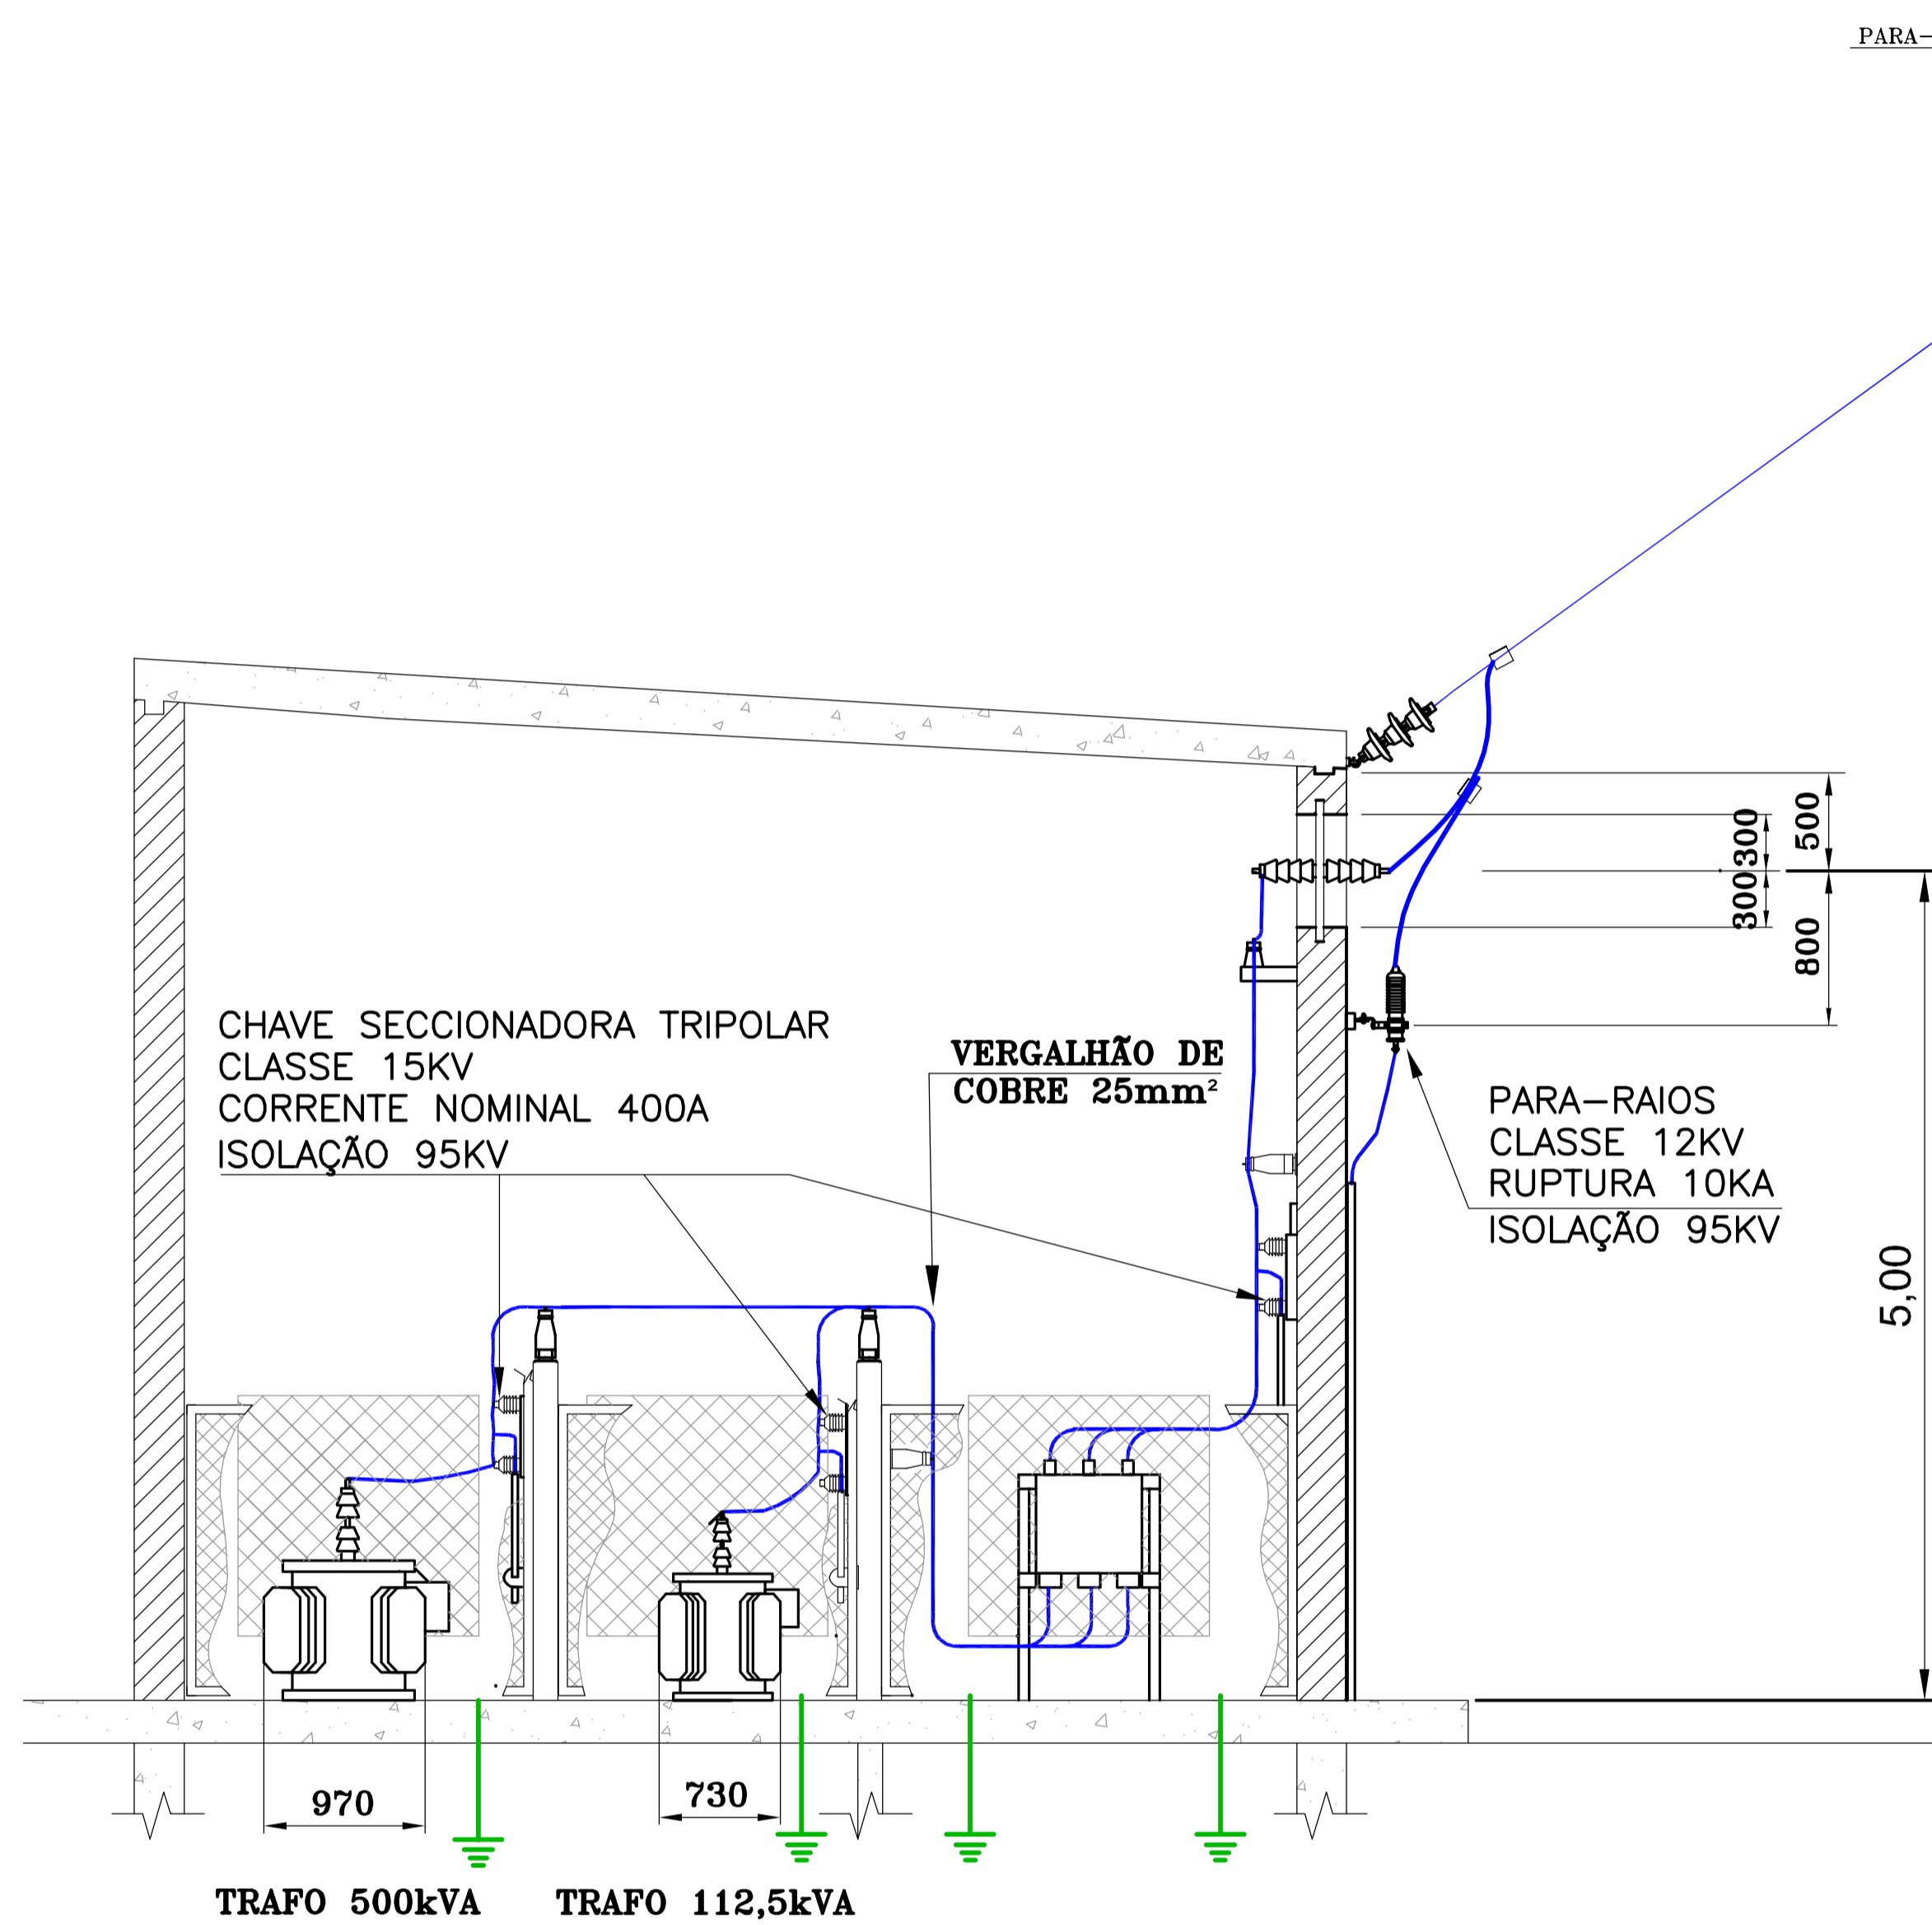 PARA-
500
300
300
800
CHAVE SECCIONADORA TRIPOLAR
CLASSE 15KV
CORRENTE NOMINAL 400A
ISOLAÇÃO 95KV
VERGALHÃO DE
COBRE 25mm²
PARA-RAIOS
CLASSE 12KV
RUPTURA 10KA
ISOLAÇÃO 95KV
5,00
970
730
TRAFO 500kVA
TRAFO 112,5kVA